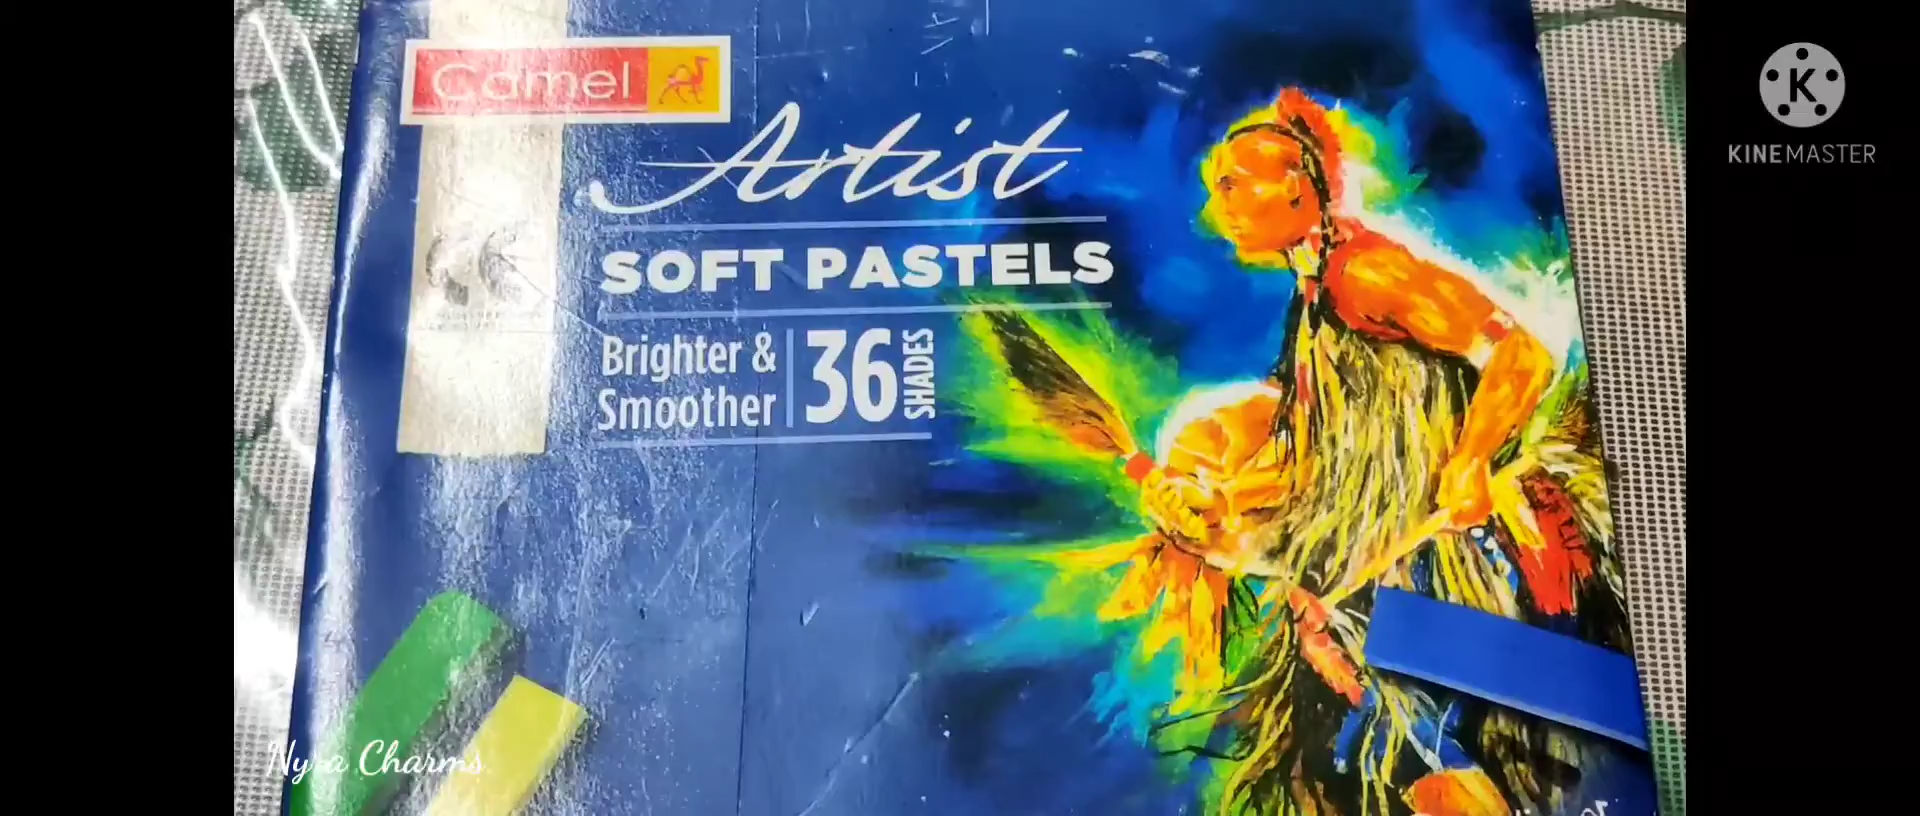 Camel
Artist
SOFT PASTELS
Brighter &
Smoother
36
SHADES
KINEMASTER
Nyra Charms